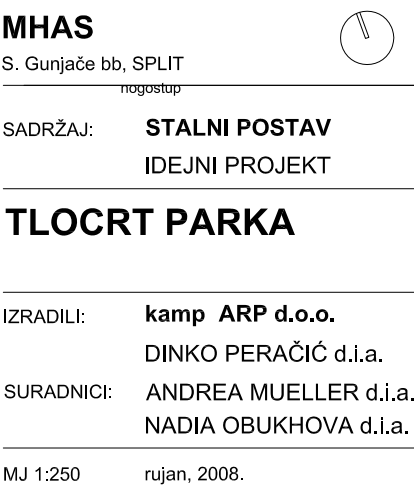 MHAS
S. Gunjače bb, SPLIT
nogostup
SADRŽAJ: STALNI POSTAV
IDEJNI PROJEKT
TLOCRT PARKA
IZRADILI: kamp ARP d.o.o.
DINKO PERAČIĆ d.i.a.
SURADNICI: ANDREA MUELLER d.i.a.
NADIA OBUKHOVA d.i.a.
MJ 1:250 rujan, 2008.